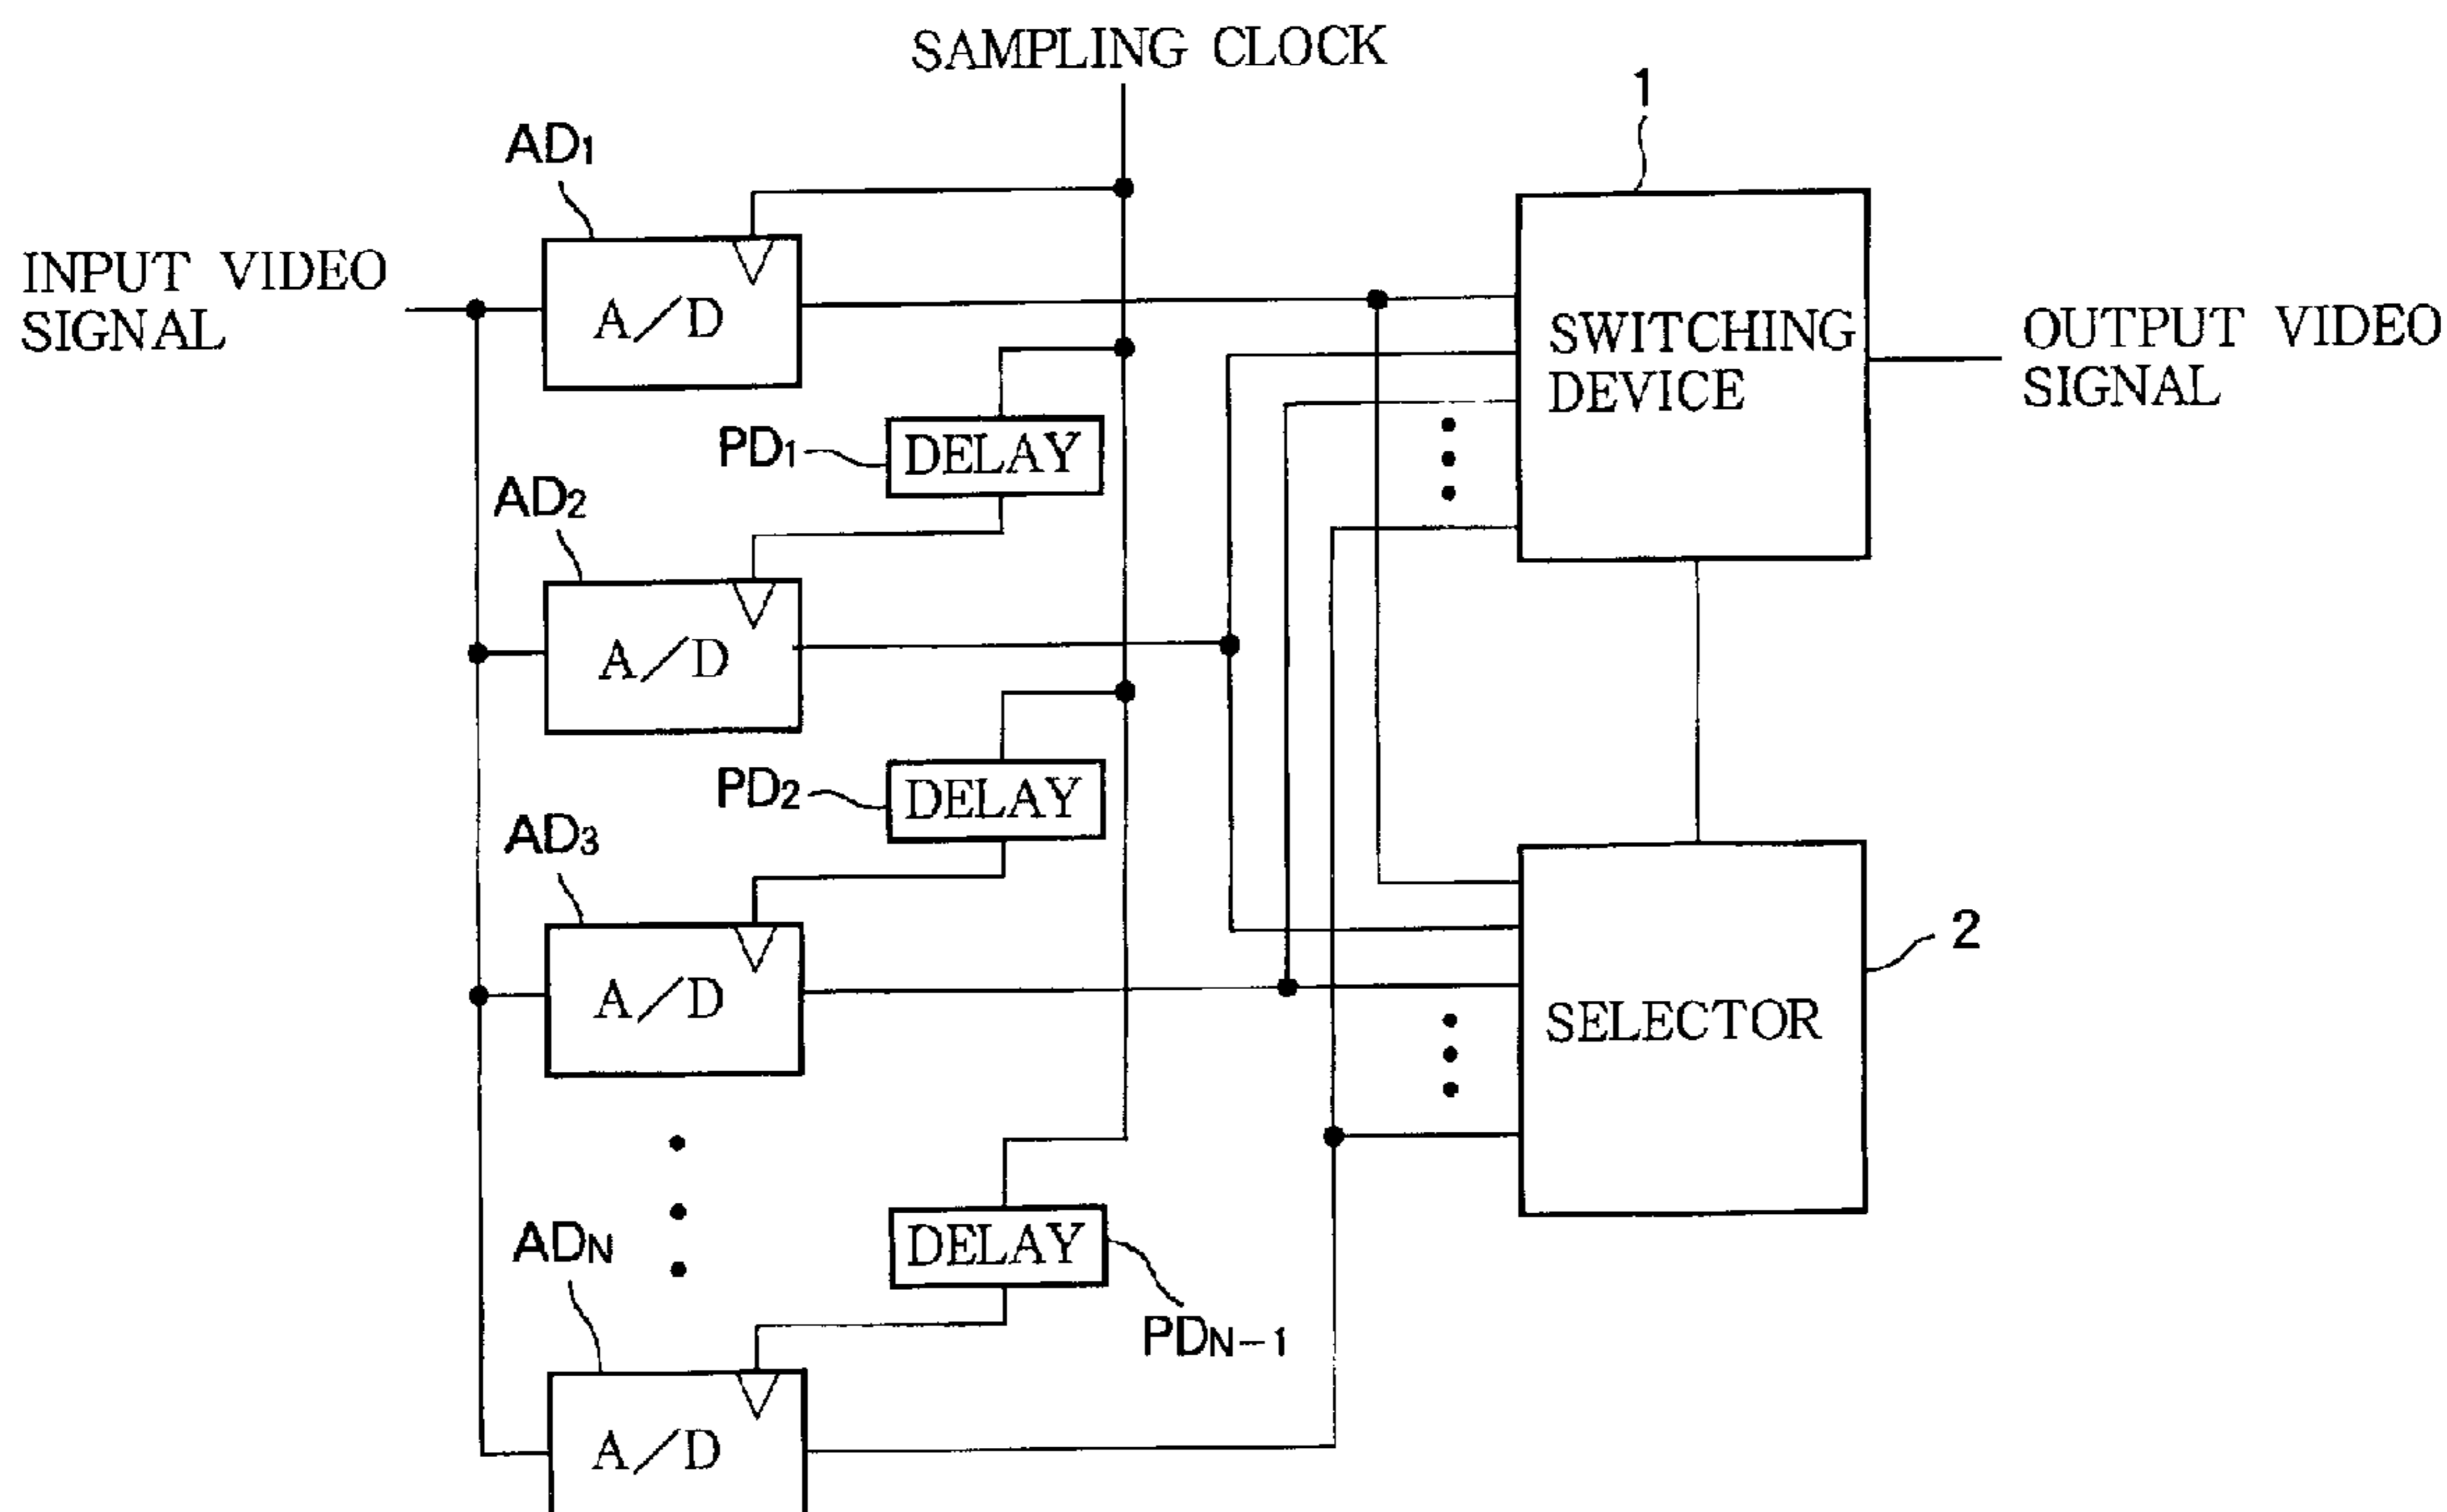 SAMPLING CLOCK
1
AD1
INPUT VIDEO
SIGNAL
A/D
SWITCHING
DEVICE
OUTPUT VIDEO
SIGNAL
PD1
DELAY
AD2
A/D
PD2
DELAY
AD3
2
A/D
SELECTOR
ADN
DELAY
PDN-1
A/D